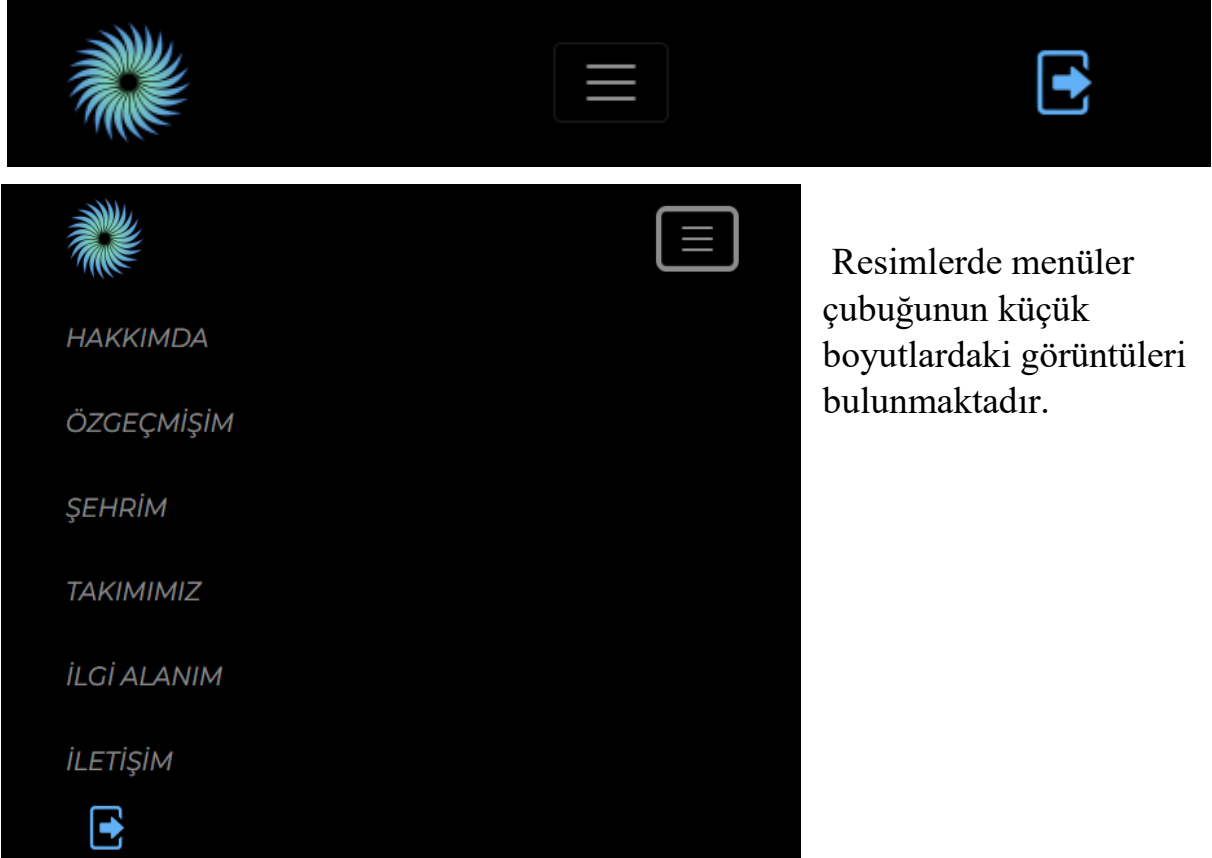 HAKKIMDA
ÖZGEÇMİŞİM
ŞEHRİM
TAKIMIMIZ
İLGİ ALANIM
İLETİŞİM
Resimlerde menüler
çubuğunun küçük
boyutlardaki görüntüleri
bulunmaktadır.